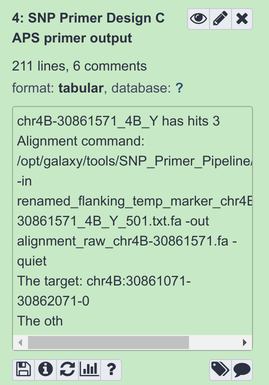 4: SNP Primer Design C
APS primer output
211 lines, 6 comments
format: tabular, database: ?
chr4B-30861571_4B_Y has hits 3
Alignment command:
/opt/galaxy/tools/SNP_Primer_Pipeline/
-in
renamed_flanking_temp_marker_chr4B
30861571_4B_Y_501.txt.fa -out
alignment_raw_chr4B-30861571.fa -
quiet
The target: chr4B:30861071-
30862071-0
The oth
?